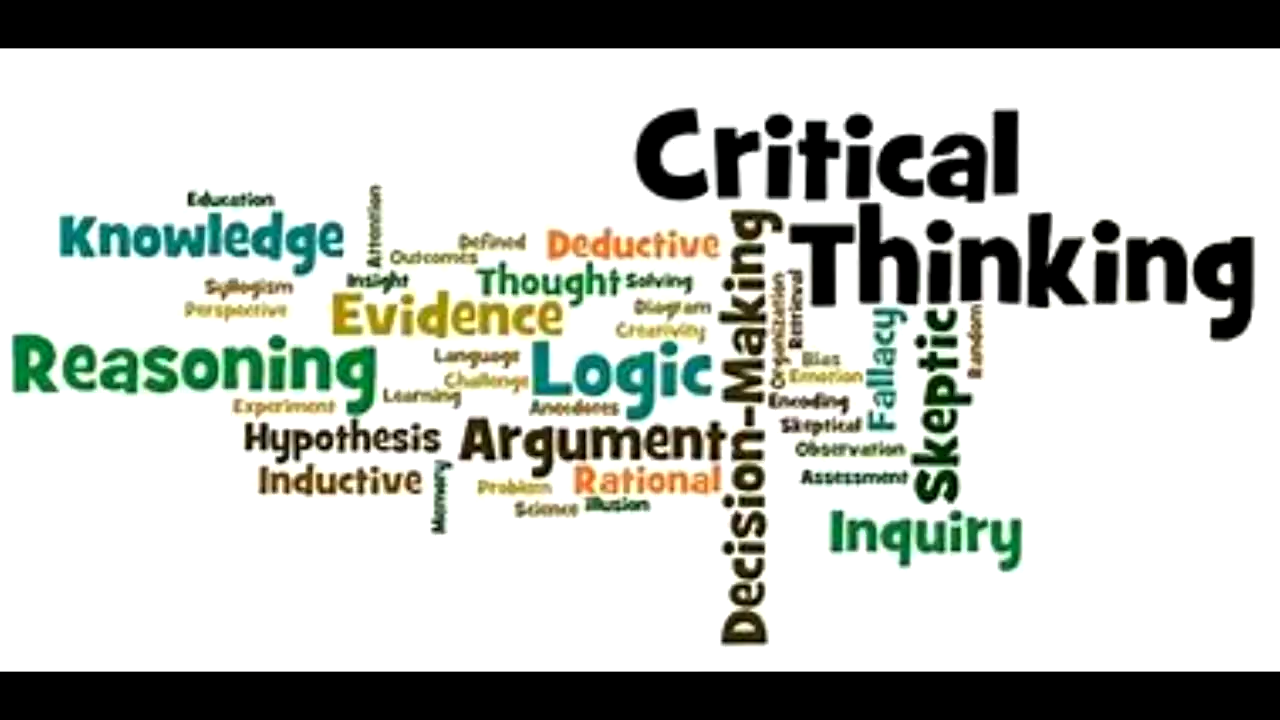 Critical
Thinking
Education
Knowledge
Attention
Outcomes
Defined
Deductive
Syllogism
Perspective
Insight
Thought
Solving
Evidence
Diagram
Creativity
Reasoning
Language
Challenge
Learning
Logic
Experiment
Anecdotes
Hypothesis
Argument
Inductive
Memory
Problem
Rational
Science
Illusion
Decision-Making
Organization
Retrieval
Bias
Emotion
Encoding
Skeptical
Fallacy
Skeptic
Random
Observation
Assessment
Inquiry